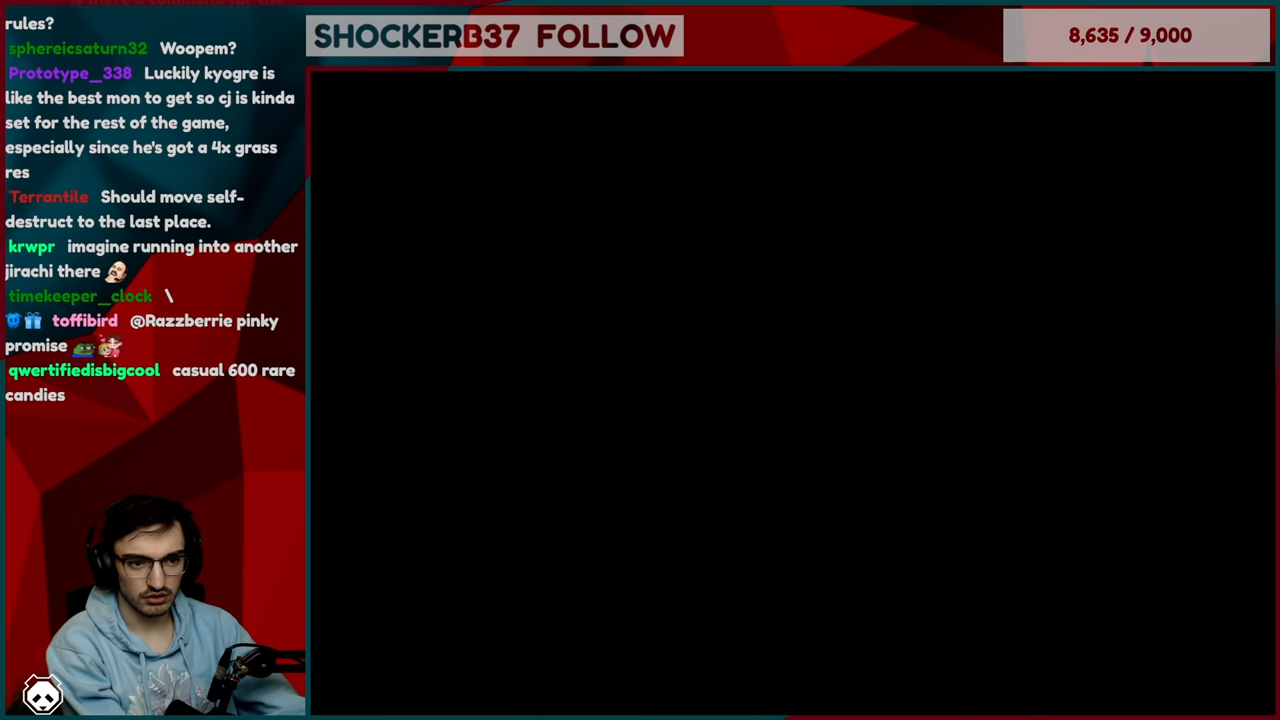 rules?
sphereicsaturn32 Woopem?
Prototype_338 Luckily kyogre is
like the best mon to get so cj is kinda
set for the rest of the game,
especially since he's got a 4x grass
res
Terrantile Should move self-
destruct to the last place.
krwpr imagine running into another
jirachi there
timekeeper_clock \
toffibird @Razzberrie pinky
promise
qwertifiedisbigcool casual 600 rare
candies
SHOCKERB37 FOLLOW
8,635 / 9,000